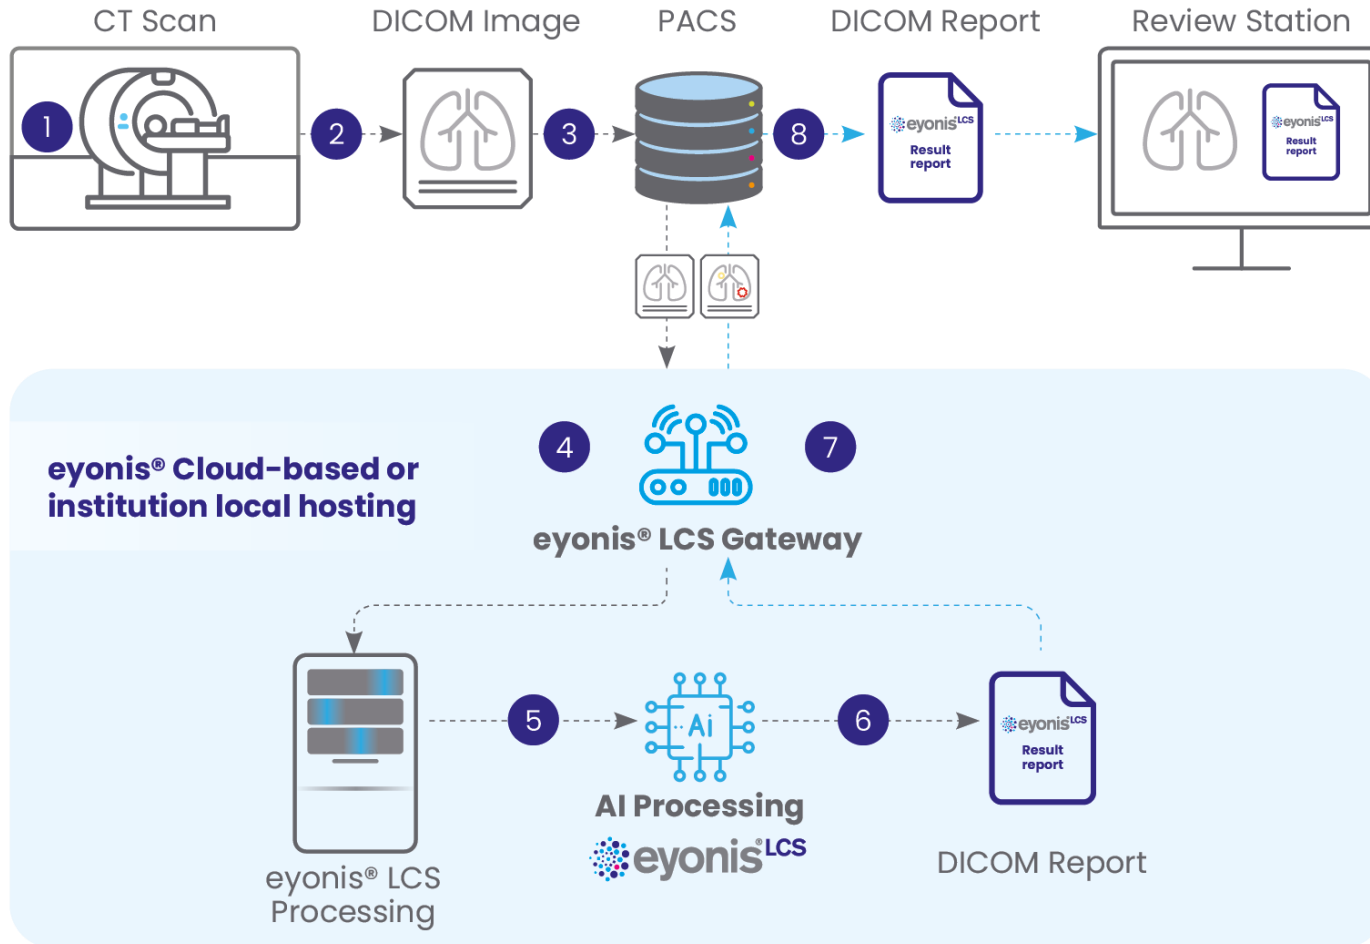 CT Scan
DICOM Image
PACS
DICOM Report
Review Station
1
2
3
8
eyonis LCS
Result
report
eyonis LCS
Result
report
4
7
eyonis® Cloud-based or
institution local hosting
eyonis® LCS Gateway
5
Ai
6
eyonis LCS
Result
report
AI Processing
eyonis® LCS
DICOM Report
eyonis® LCS
Processing